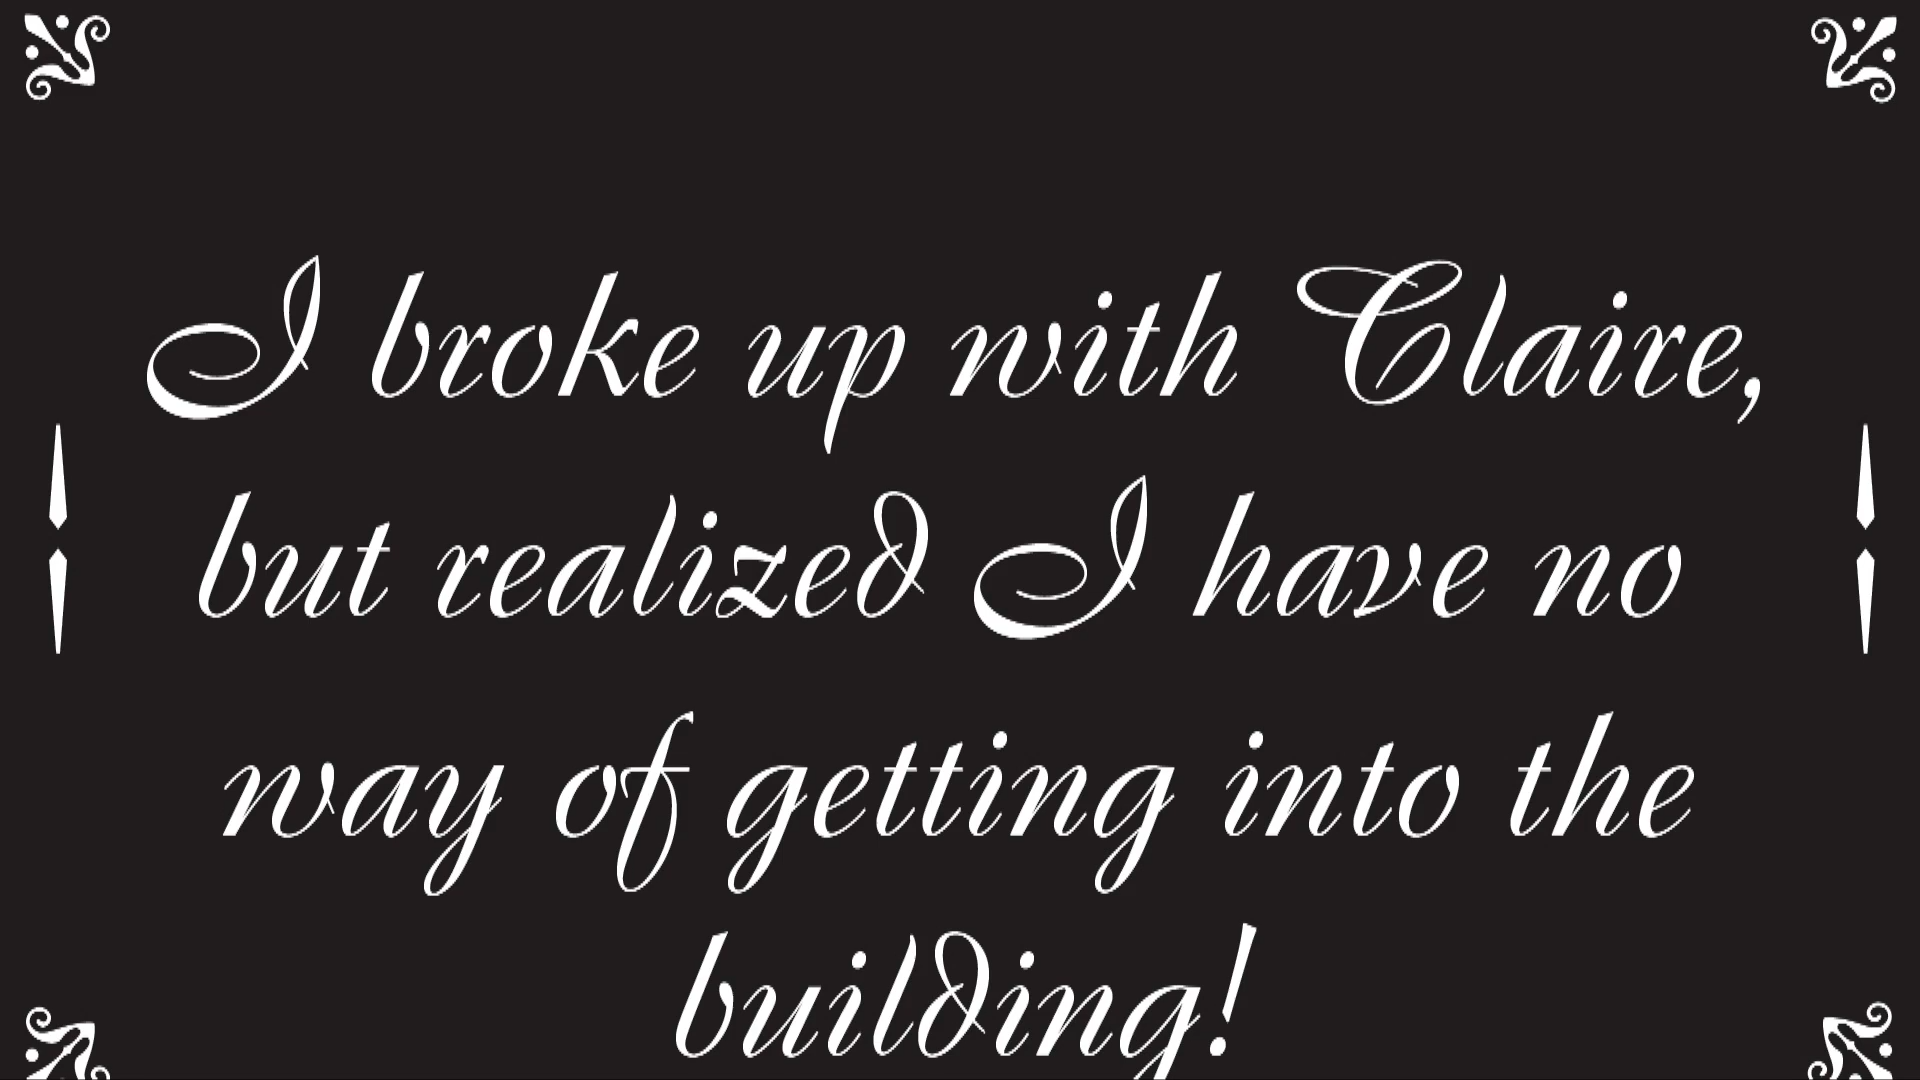 I broke up with Claire,
but realized I have no
way of getting into the
building!